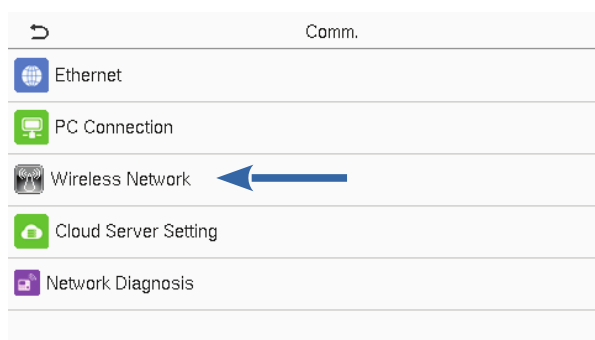 Comm.
Ethernet
PC Connection
Wireless Network
Cloud Server Setting
Network Diagnosis